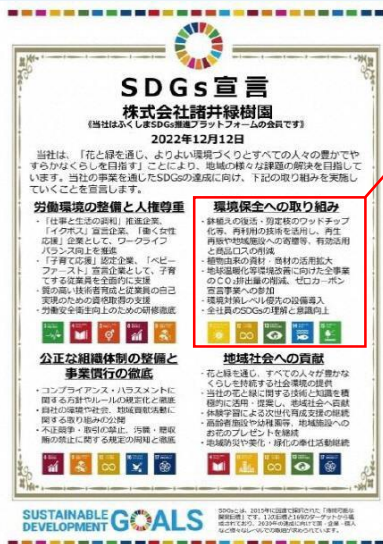 SDGs宣言
株式会社諸井緑樹園
《当社はふくしまSDGs推進プラットフォームの会員です》
2022年12月12日
当社は、「花と緑を通じ、よりよい環境づくりとすべての人々の豊かでや
すらかなくらしを目指す」ことにより、地域の様々な課題の解決を目指して
います。当社の事業を通じたSDGsの達成に向け、下記の取り組みを実施し
ていくことを宣言します。
労働環境の整備と人権尊重
・「仕事と生活の調和」推進企業、
「イクボス」宣言企業、「働く女性
応援」企業として、ワークライフ
バランス向上を推進
・「子育て応援」認定企業、「ベビー
ファースト」宣言企業として、子育
てする従業員を全面的に支援
・質の高い技術者育成と従業員の自己
実現のための資格取得の支援
・労働安全衛生向上のための研修徹底
環境保全への取り組み
・鉢植えの復活・剪定枝のウッドチップ
化等、再利用の技術を活用し、再生
再販や地域施設への寄贈等、有効活用
と商品ロスの削減
・植物由来の資材・商材の活用拡大
・地球温暖化等環境改善に向けた全事業
のCO₂排出量の削減、ゼロカーボン
宣言事業への参加
・環境対策レベル優先の設備導入
・全社員のSDGsの理解と意識向上
公正な組織体制の整備と
事業慣行の徹底
・コンプライアンス・ハラスメントに
関する方針やルールの規定化と徹底
・自社の環境や社会、地域貢献活動に
関する取り組みの公開
・不正競争・取引の禁止、汚職・贈収
賄の禁止に関する規定の周知と徹底
地域社会への貢献
・花と緑を通じ、すべての人々が豊かな
くらしを持続する社会環境の提供
・当社の花と緑に関する技術と知識を積
極的に活用・提案し、地域社会へ貢献
・体験学習による次世代育成支援の継続
・高齢者施設や幼稚園等、地域施設への
お花のプレゼントを継続
・地域防災や美化・緑化の奉仕活動継続
SUSTAINABLE
DEVELOPMENT GOALS